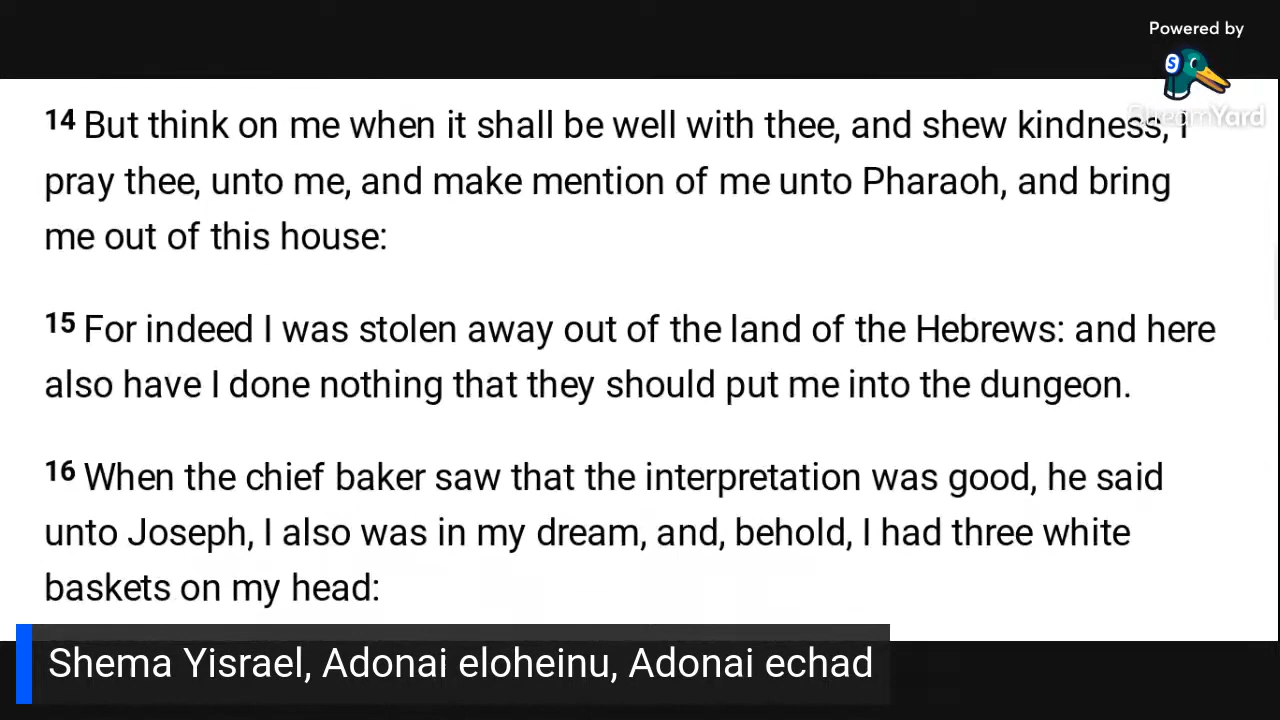 Powered by
StreamYard
14 But think on me when it shall be well with thee, and shew kindness, I
pray thee, unto me, and make mention of me unto Pharaoh, and bring
me out of this house:
15 For indeed I was stolen away out of the land of the Hebrews: and here
also have I done nothing that they should put me into the dungeon.
16 When the chief baker saw that the interpretation was good, he said
unto Joseph, I also was in my dream, and, behold, I had three white
baskets on my head:
Shema Yisrael, Adonai eloheinu, Adonai echad